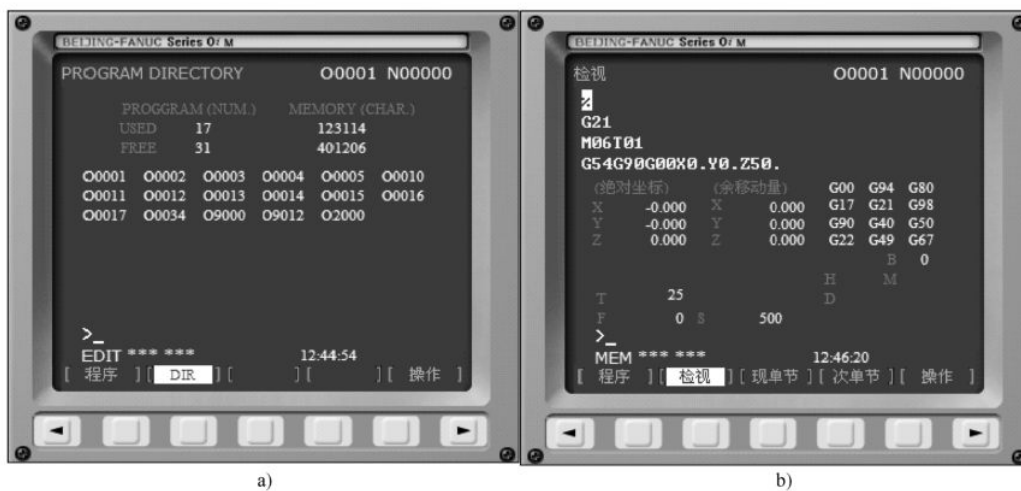 BEIJING-FANUC Series 0i M
PROGRAM DIRECTORY O0001 N00000
PROGGRAM (NUM.) MEMORY (CHAR.)
USED 17 123114
FREE 31 401206
O0001 O0002 O0003 O0004 O0005 O0010
O0011 O0012 O0013 O0014 O0015 O0016
O0017 O0034 O9000 O9012 O2000
>_
EDIT *** *** 12:44:54
[ 程序 ] [ DIR ] [ ] [ ] [ 操作 ]
a)
BEIJING-FANUC Series 0i M
检视 O0001 N00000
%
G21
M06T01
G54G90G00X0.Y0.Z50.
(绝对坐标) (余移动量) G00 G94 G80
X -0.000 X 0.000 G17 G21 G98
Y -0.000 Y 0.000 G90 G40 G50
Z 0.000 Z 0.000 G22 G49 G67
B 0
H M
T 25 D
F 0 S 500
>_
MEM *** *** 12:46:20
[ 程序 ] [ 检视 ] [ 现单节 ] [ 次单节 ] [ 操作 ]
b)